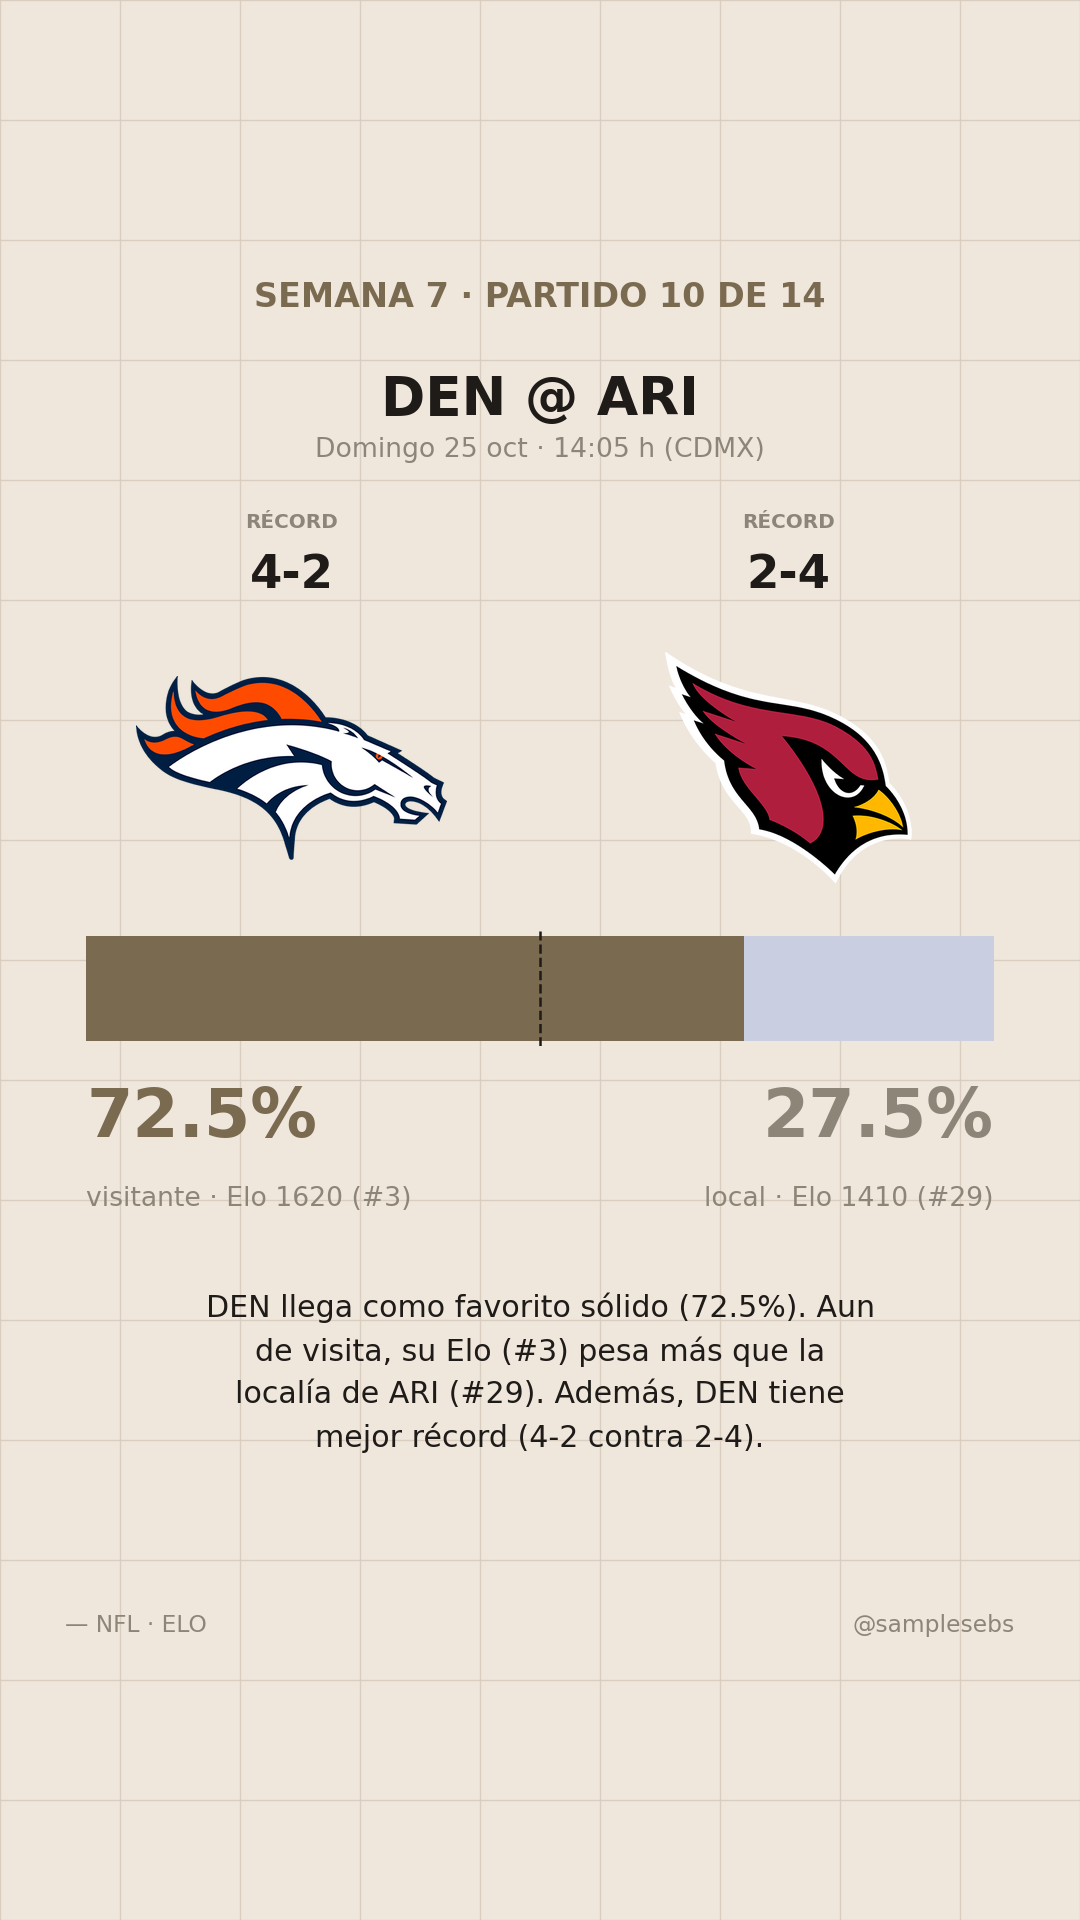 SEMANA 7 · PARTIDO 10 DE 14
DEN @ ARI
Domingo 25 oct · 14:05 h (CDMX)
RÉCORD
4-2
RÉCORD
2-4
72.5%
27.5%
visitante · Elo 1620 (#3)
local · Elo 1410 (#29)
DEN llega como favorito sólido (72.5%). Aun
de visita, su Elo (#3) pesa más que la
localía de ARI (#29). Además, DEN tiene
mejor récord (4-2 contra 2-4).
— NFL · ELO
@samplesebs